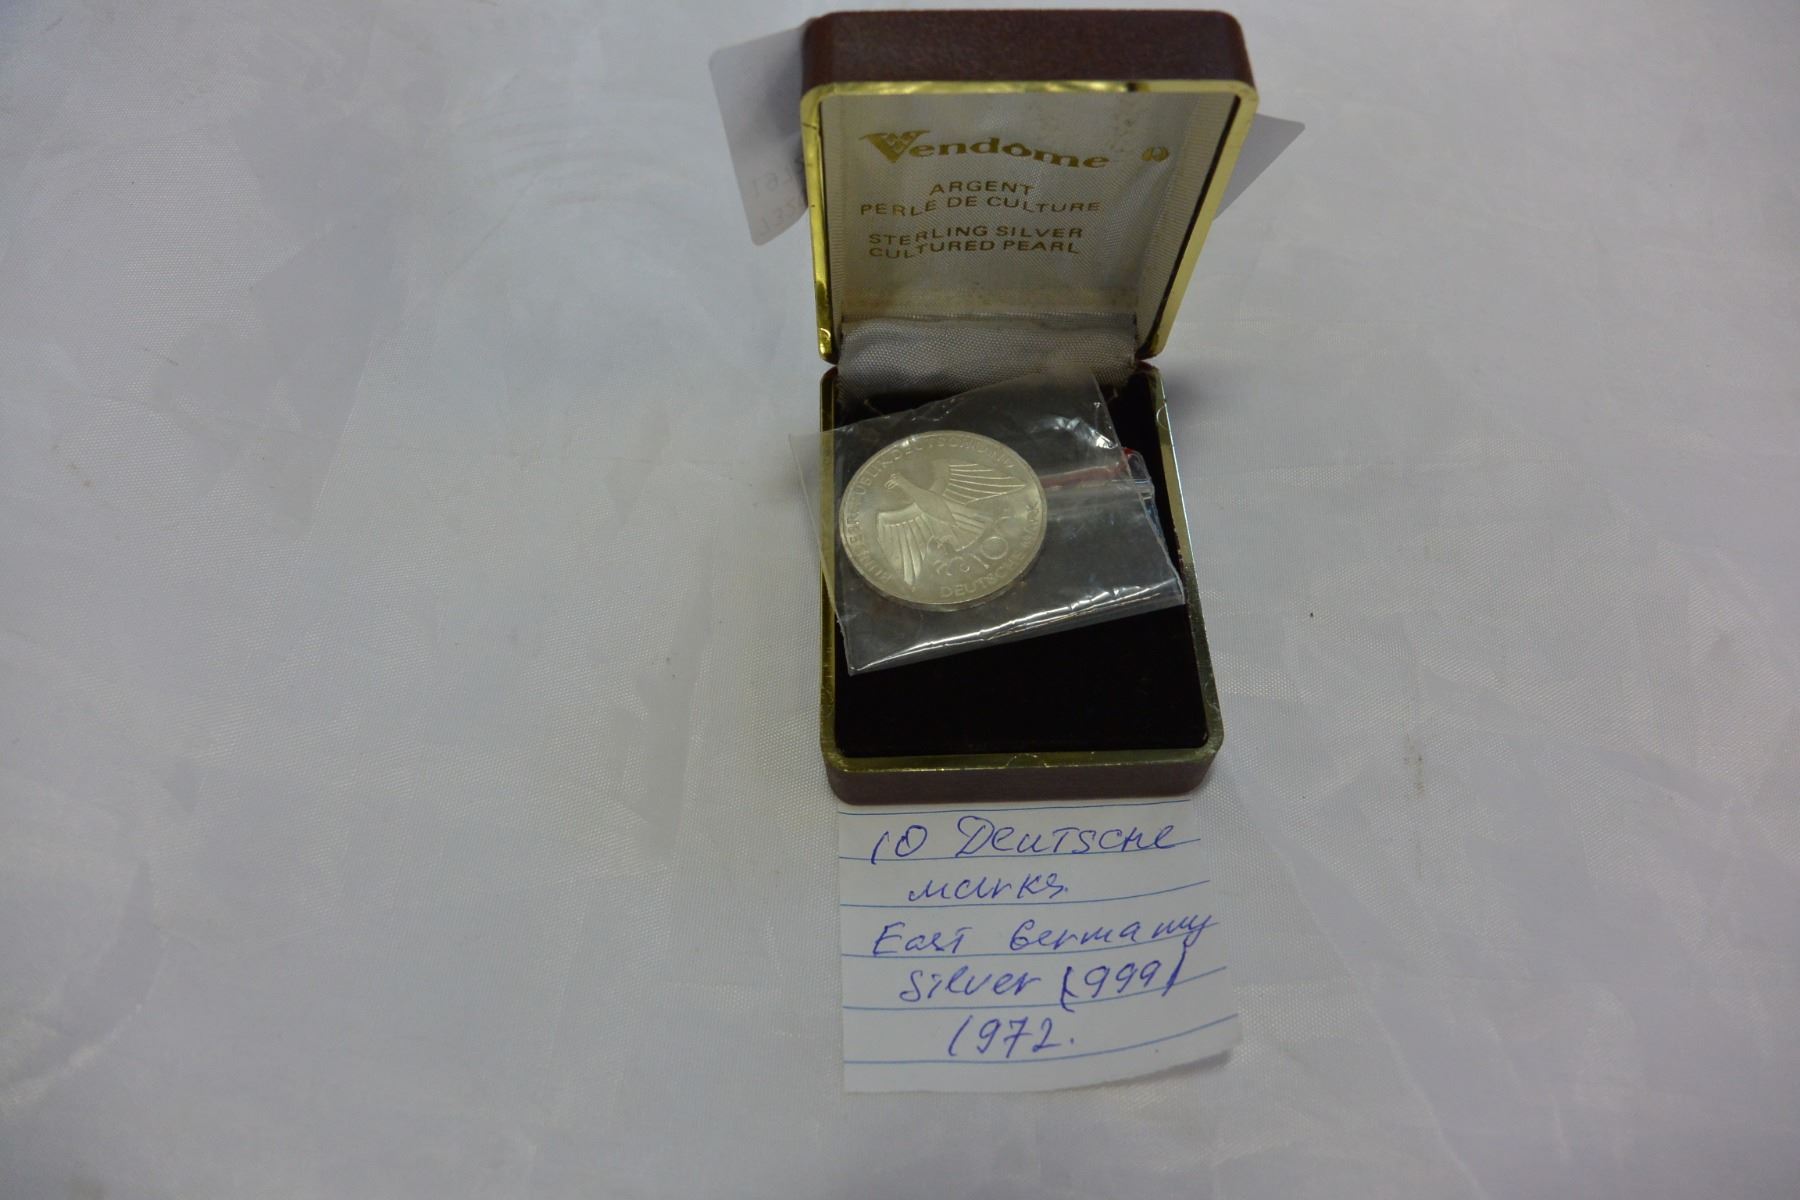 Vendôme
ARGENT
PERLE DE CULTURE
STERLING SILVER
CULTURED PEARL
BUNDESREPUBLIK DEUTSCHLAND
10
DEUTSCHE MARK
10 Deutsche
marks
East Germany
Silver (999)
1972.